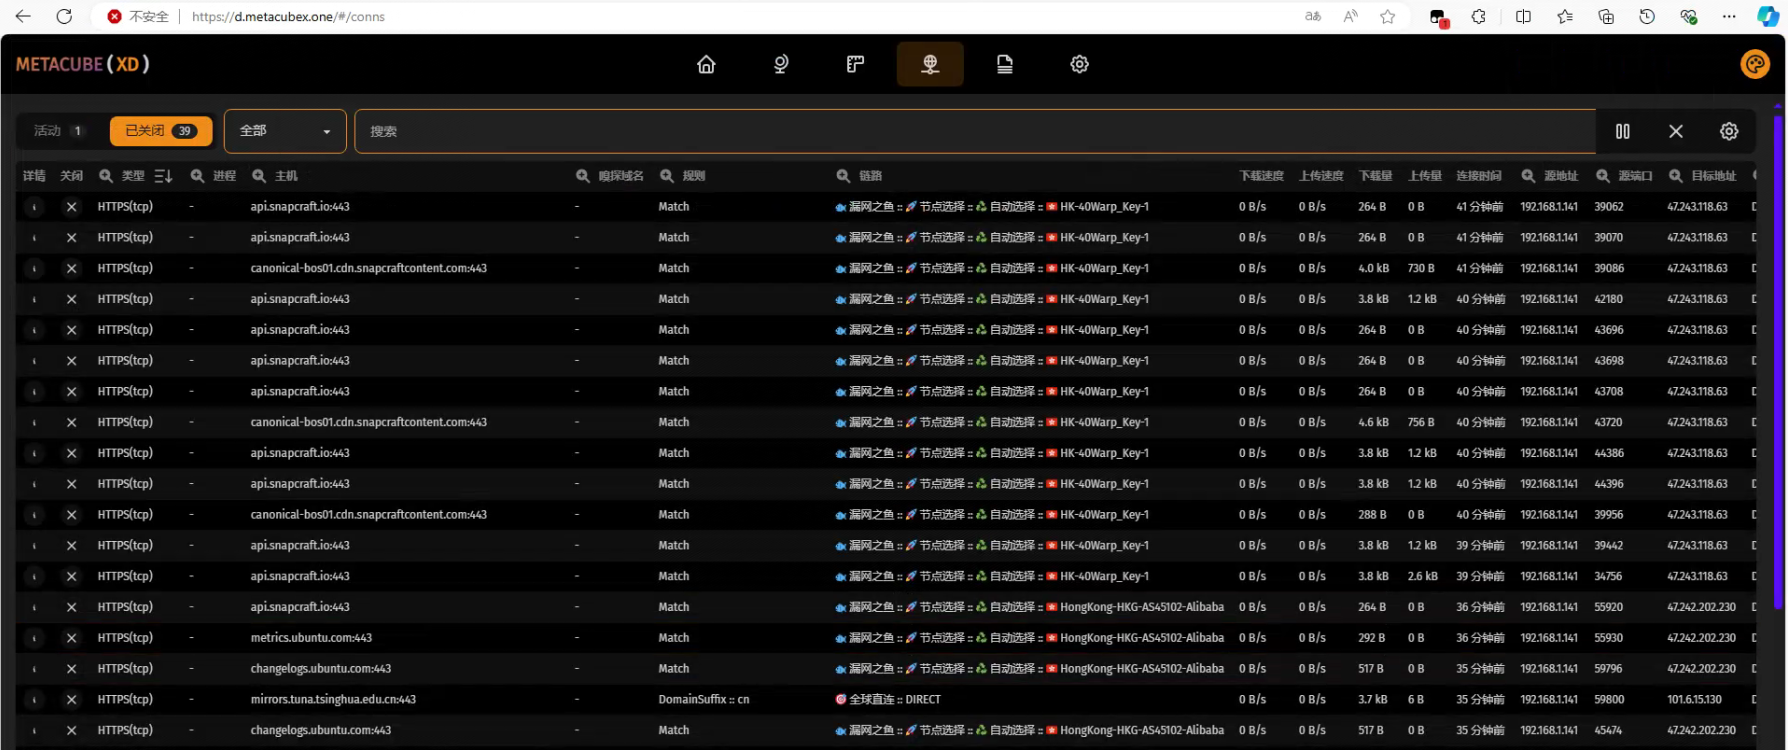 不安全 https://d.metacubex.one/#/conns
METACUBE(XD)
活动 1 已关闭 39 全部 搜索
详情 关闭 类型 进程 主机 嗅探域名 规则 链路 下载速度 上传速度 下载量 上传量 连接时间 源地址 源端口 目标地址
HTTPS(tcp) - api.snapcraft.io:443 - Match 漏网之鱼 :: 节点选择 :: 自动选择 :: HK-40Warp_Key-1 0 B/s 0 B/s 264 B 0 B 41 分钟前 192.168.1.141 39062 47.243.118.63
HTTPS(tcp) - api.snapcraft.io:443 - Match 漏网之鱼 :: 节点选择 :: 自动选择 :: HK-40Warp_Key-1 0 B/s 0 B/s 264 B 0 B 41 分钟前 192.168.1.141 39070 47.243.118.63
HTTPS(tcp) - canonical-bos01.cdn.snapcraftcontent.com:443 - Match 漏网之鱼 :: 节点选择 :: 自动选择 :: HK-40Warp_Key-1 0 B/s 0 B/s 4.0 kB 730 B 41 分钟前 192.168.1.141 39086 47.243.118.63
HTTPS(tcp) - api.snapcraft.io:443 - Match 漏网之鱼 :: 节点选择 :: 自动选择 :: HK-40Warp_Key-1 0 B/s 0 B/s 3.8 kB 1.2 kB 40 分钟前 192.168.1.141 42180 47.243.118.63
HTTPS(tcp) - api.snapcraft.io:443 - Match 漏网之鱼 :: 节点选择 :: 自动选择 :: HK-40Warp_Key-1 0 B/s 0 B/s 264 B 0 B 40 分钟前 192.168.1.141 43696 47.243.118.63
HTTPS(tcp) - api.snapcraft.io:443 - Match 漏网之鱼 :: 节点选择 :: 自动选择 :: HK-40Warp_Key-1 0 B/s 0 B/s 264 B 0 B 40 分钟前 192.168.1.141 43698 47.243.118.63
HTTPS(tcp) - api.snapcraft.io:443 - Match 漏网之鱼 :: 节点选择 :: 自动选择 :: HK-40Warp_Key-1 0 B/s 0 B/s 264 B 0 B 40 分钟前 192.168.1.141 43708 47.243.118.63
HTTPS(tcp) - canonical-bos01.cdn.snapcraftcontent.com:443 - Match 漏网之鱼 :: 节点选择 :: 自动选择 :: HK-40Warp_Key-1 0 B/s 0 B/s 4.6 kB 756 B 40 分钟前 192.168.1.141 43720 47.243.118.63
HTTPS(tcp) - api.snapcraft.io:443 - Match 漏网之鱼 :: 节点选择 :: 自动选择 :: HK-40Warp_Key-1 0 B/s 0 B/s 3.8 kB 1.2 kB 40 分钟前 192.168.1.141 44386 47.243.118.63
HTTPS(tcp) - api.snapcraft.io:443 - Match 漏网之鱼 :: 节点选择 :: 自动选择 :: HK-40Warp_Key-1 0 B/s 0 B/s 3.8 kB 1.2 kB 40 分钟前 192.168.1.141 44396 47.243.118.63
HTTPS(tcp) - canonical-bos01.cdn.snapcraftcontent.com:443 - Match 漏网之鱼 :: 节点选择 :: 自动选择 :: HK-40Warp_Key-1 0 B/s 0 B/s 288 B 0 B 40 分钟前 192.168.1.141 39956 47.243.118.63
HTTPS(tcp) - api.snapcraft.io:443 - Match 漏网之鱼 :: 节点选择 :: 自动选择 :: HK-40Warp_Key-1 0 B/s 0 B/s 3.8 kB 1.2 kB 39 分钟前 192.168.1.141 39442 47.243.118.63
HTTPS(tcp) - api.snapcraft.io:443 - Match 漏网之鱼 :: 节点选择 :: 自动选择 :: HK-40Warp_Key-1 0 B/s 0 B/s 3.8 kB 2.6 kB 39 分钟前 192.168.1.141 34756 47.243.118.63
HTTPS(tcp) - api.snapcraft.io:443 - Match 漏网之鱼 :: 节点选择 :: 自动选择 :: HongKong-HKG-AS45102-Alibaba 0 B/s 0 B/s 264 B 0 B 36 分钟前 192.168.1.141 55920 47.242.202.230
HTTPS(tcp) - metrics.ubuntu.com:443 - Match 漏网之鱼 :: 节点选择 :: 自动选择 :: HongKong-HKG-AS45102-Alibaba 0 B/s 0 B/s 292 B 0 B 36 分钟前 192.168.1.141 55930 47.242.202.230
HTTPS(tcp) - changelogs.ubuntu.com:443 - Match 漏网之鱼 :: 节点选择 :: 自动选择 :: HongKong-HKG-AS45102-Alibaba 0 B/s 0 B/s 517 B 0 B 35 分钟前 192.168.1.141 59796 47.242.202.230
HTTPS(tcp) - mirrors.tuna.tsinghua.edu.cn:443 - DomainSuffix :: cn 全球直连 :: DIRECT 0 B/s 0 B/s 3.7 kB 6 B 35 分钟前 192.168.1.141 59800 101.6.15.130
HTTPS(tcp) - changelogs.ubuntu.com:443 - Match 漏网之鱼 :: 节点选择 :: 自动选择 :: HongKong-HKG-AS45102-Alibaba 0 B/s 0 B/s 517 B 0 B 35 分钟前 192.168.1.141 45474 47.242.202.230